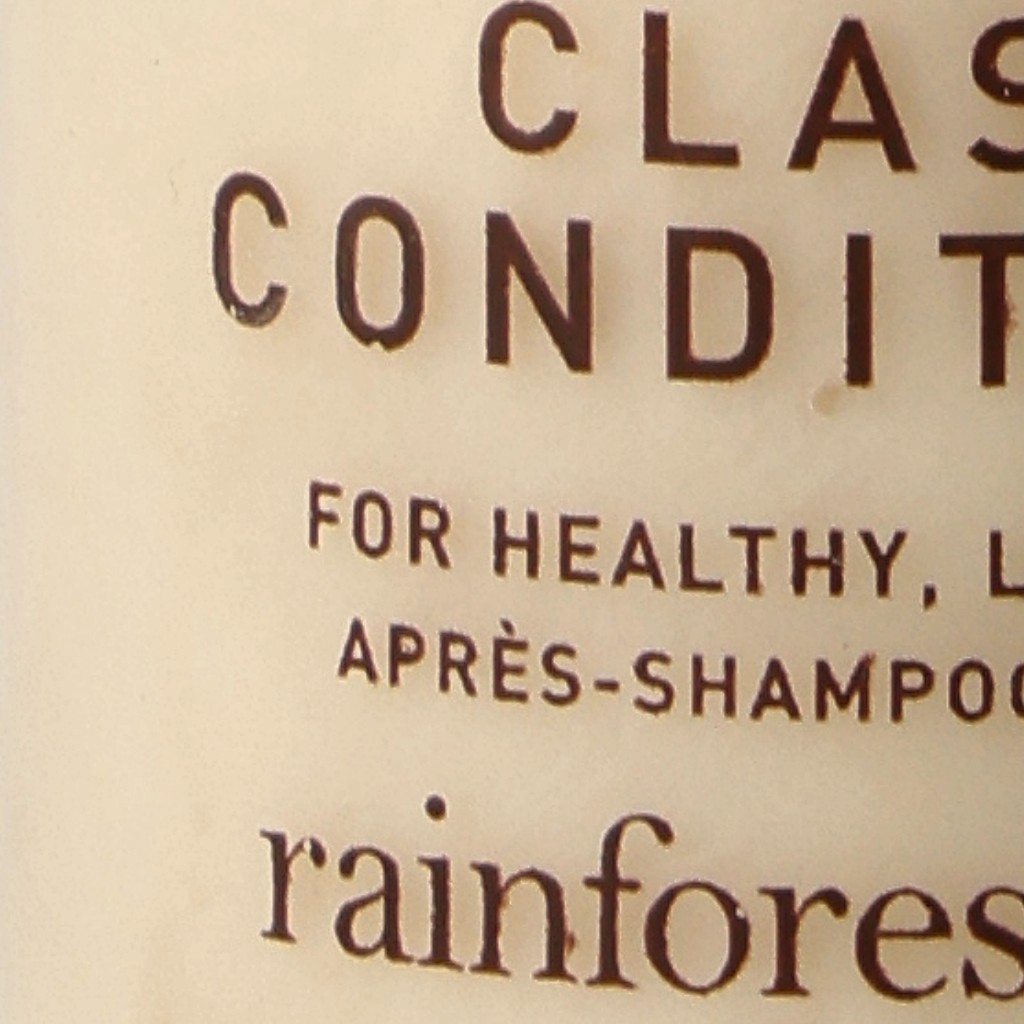 CLAS
CONDIT
FOR HEALTHY, L
APRÈS-SHAMPOO
rainfores